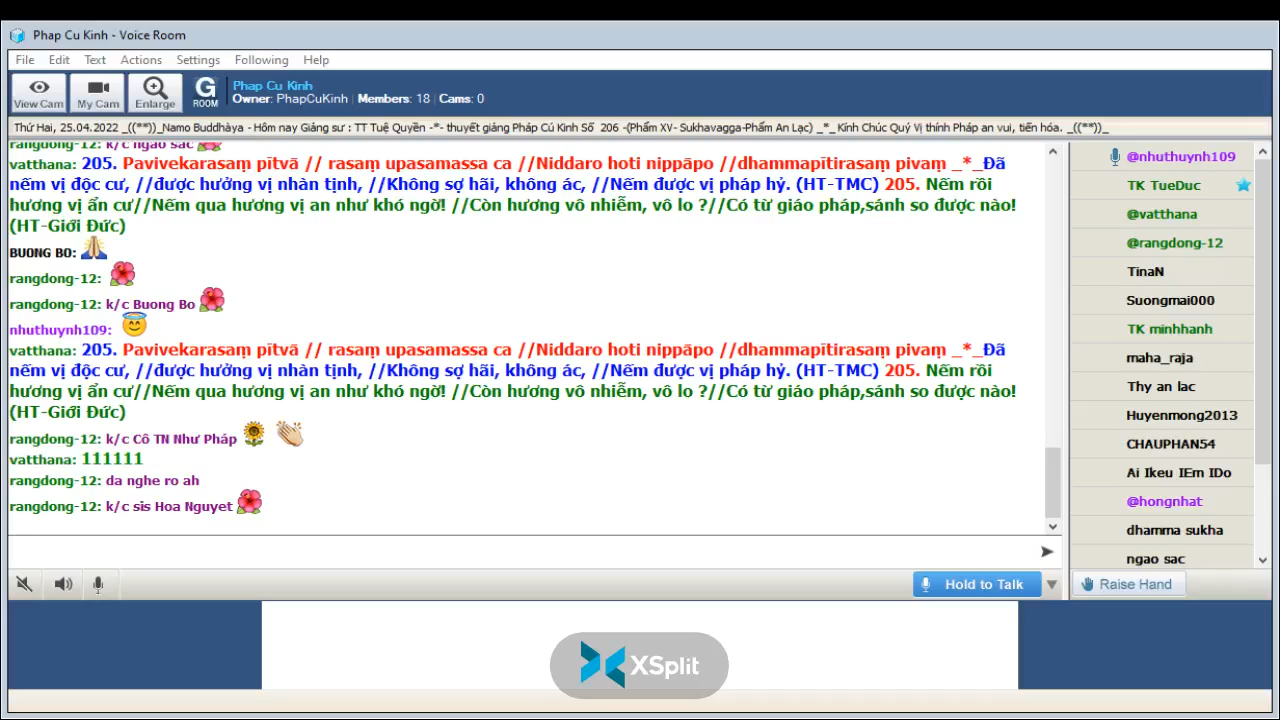 Phap Cu Kinh - Voice Room
File Edit Text Actions Settings Following Help
View Cam My Cam Enlarge G ROOM
Phap Cu Kinh
Owner: PhapCuKinh | Members: 18 | Cams: 0
Thứ Hai, 25.04.2022 _((**))_Namo Buddhàya - Hôm nay Giảng sư : TT Tuệ Quyền -*- thuyết giảng Pháp Cú Kinh Số 206 -(Phẩm XV- Sukhavagga-Phẩm An Lạc) _*_ Kính Chúc Quý Vị thính Pháp an vui, tiến hóa. _((**))_
rangdong-12: k/c ngao sac
vatthana: 205. Pavivekarasaṃ pītvā // rasaṃ upasamassa ca //Niddaro hoti nippāpo //dhammapītirasaṃ pivaṃ _*_Đã
nếm vị độc cư, //được hưởng vị nhàn tịnh, //Không sợ hãi, không ác, //Nếm được vị pháp hỷ. (HT-TMC) 205. Nếm rồi
hương vị ẩn cư//Nếm qua hương vị an như khó ngờ! //Còn hương vô nhiễm, vô lo ?//Có từ giáo pháp,sánh so được nào!
(HT-Giới Đức)
BUONG BO:
rangdong-12:
rangdong-12: k/c Buong Bo
nhuthuynh109:
vatthana: 205. Pavivekarasaṃ pītvā // rasaṃ upasamassa ca //Niddaro hoti nippāpo //dhammapītirasaṃ pivaṃ _*_Đã
nếm vị độc cư, //được hưởng vị nhàn tịnh, //Không sợ hãi, không ác, //Nếm được vị pháp hỷ. (HT-TMC) 205. Nếm rồi
hương vị ẩn cư//Nếm qua hương vị an như khó ngờ! //Còn hương vô nhiễm, vô lo ?//Có từ giáo pháp,sánh so được nào!
(HT-Giới Đức)
rangdong-12: k/c Cô TN Như Pháp
vatthana: 111111
rangdong-12: da nghe ro ah
rangdong-12: k/c sis Hoa Nguyet
Hold to Talk
@nhuthuynh109
TK TueDuc
@vatthana
@rangdong-12
TinaN
Suongmai000
TK minhhanh
maha_raja
Thy an lac
Huyenmong2013
CHAUPHAN54
Ai Ikeu IEm IDo
@hongnhat
dhamma sukha
ngao sac
Raise Hand
XSplit